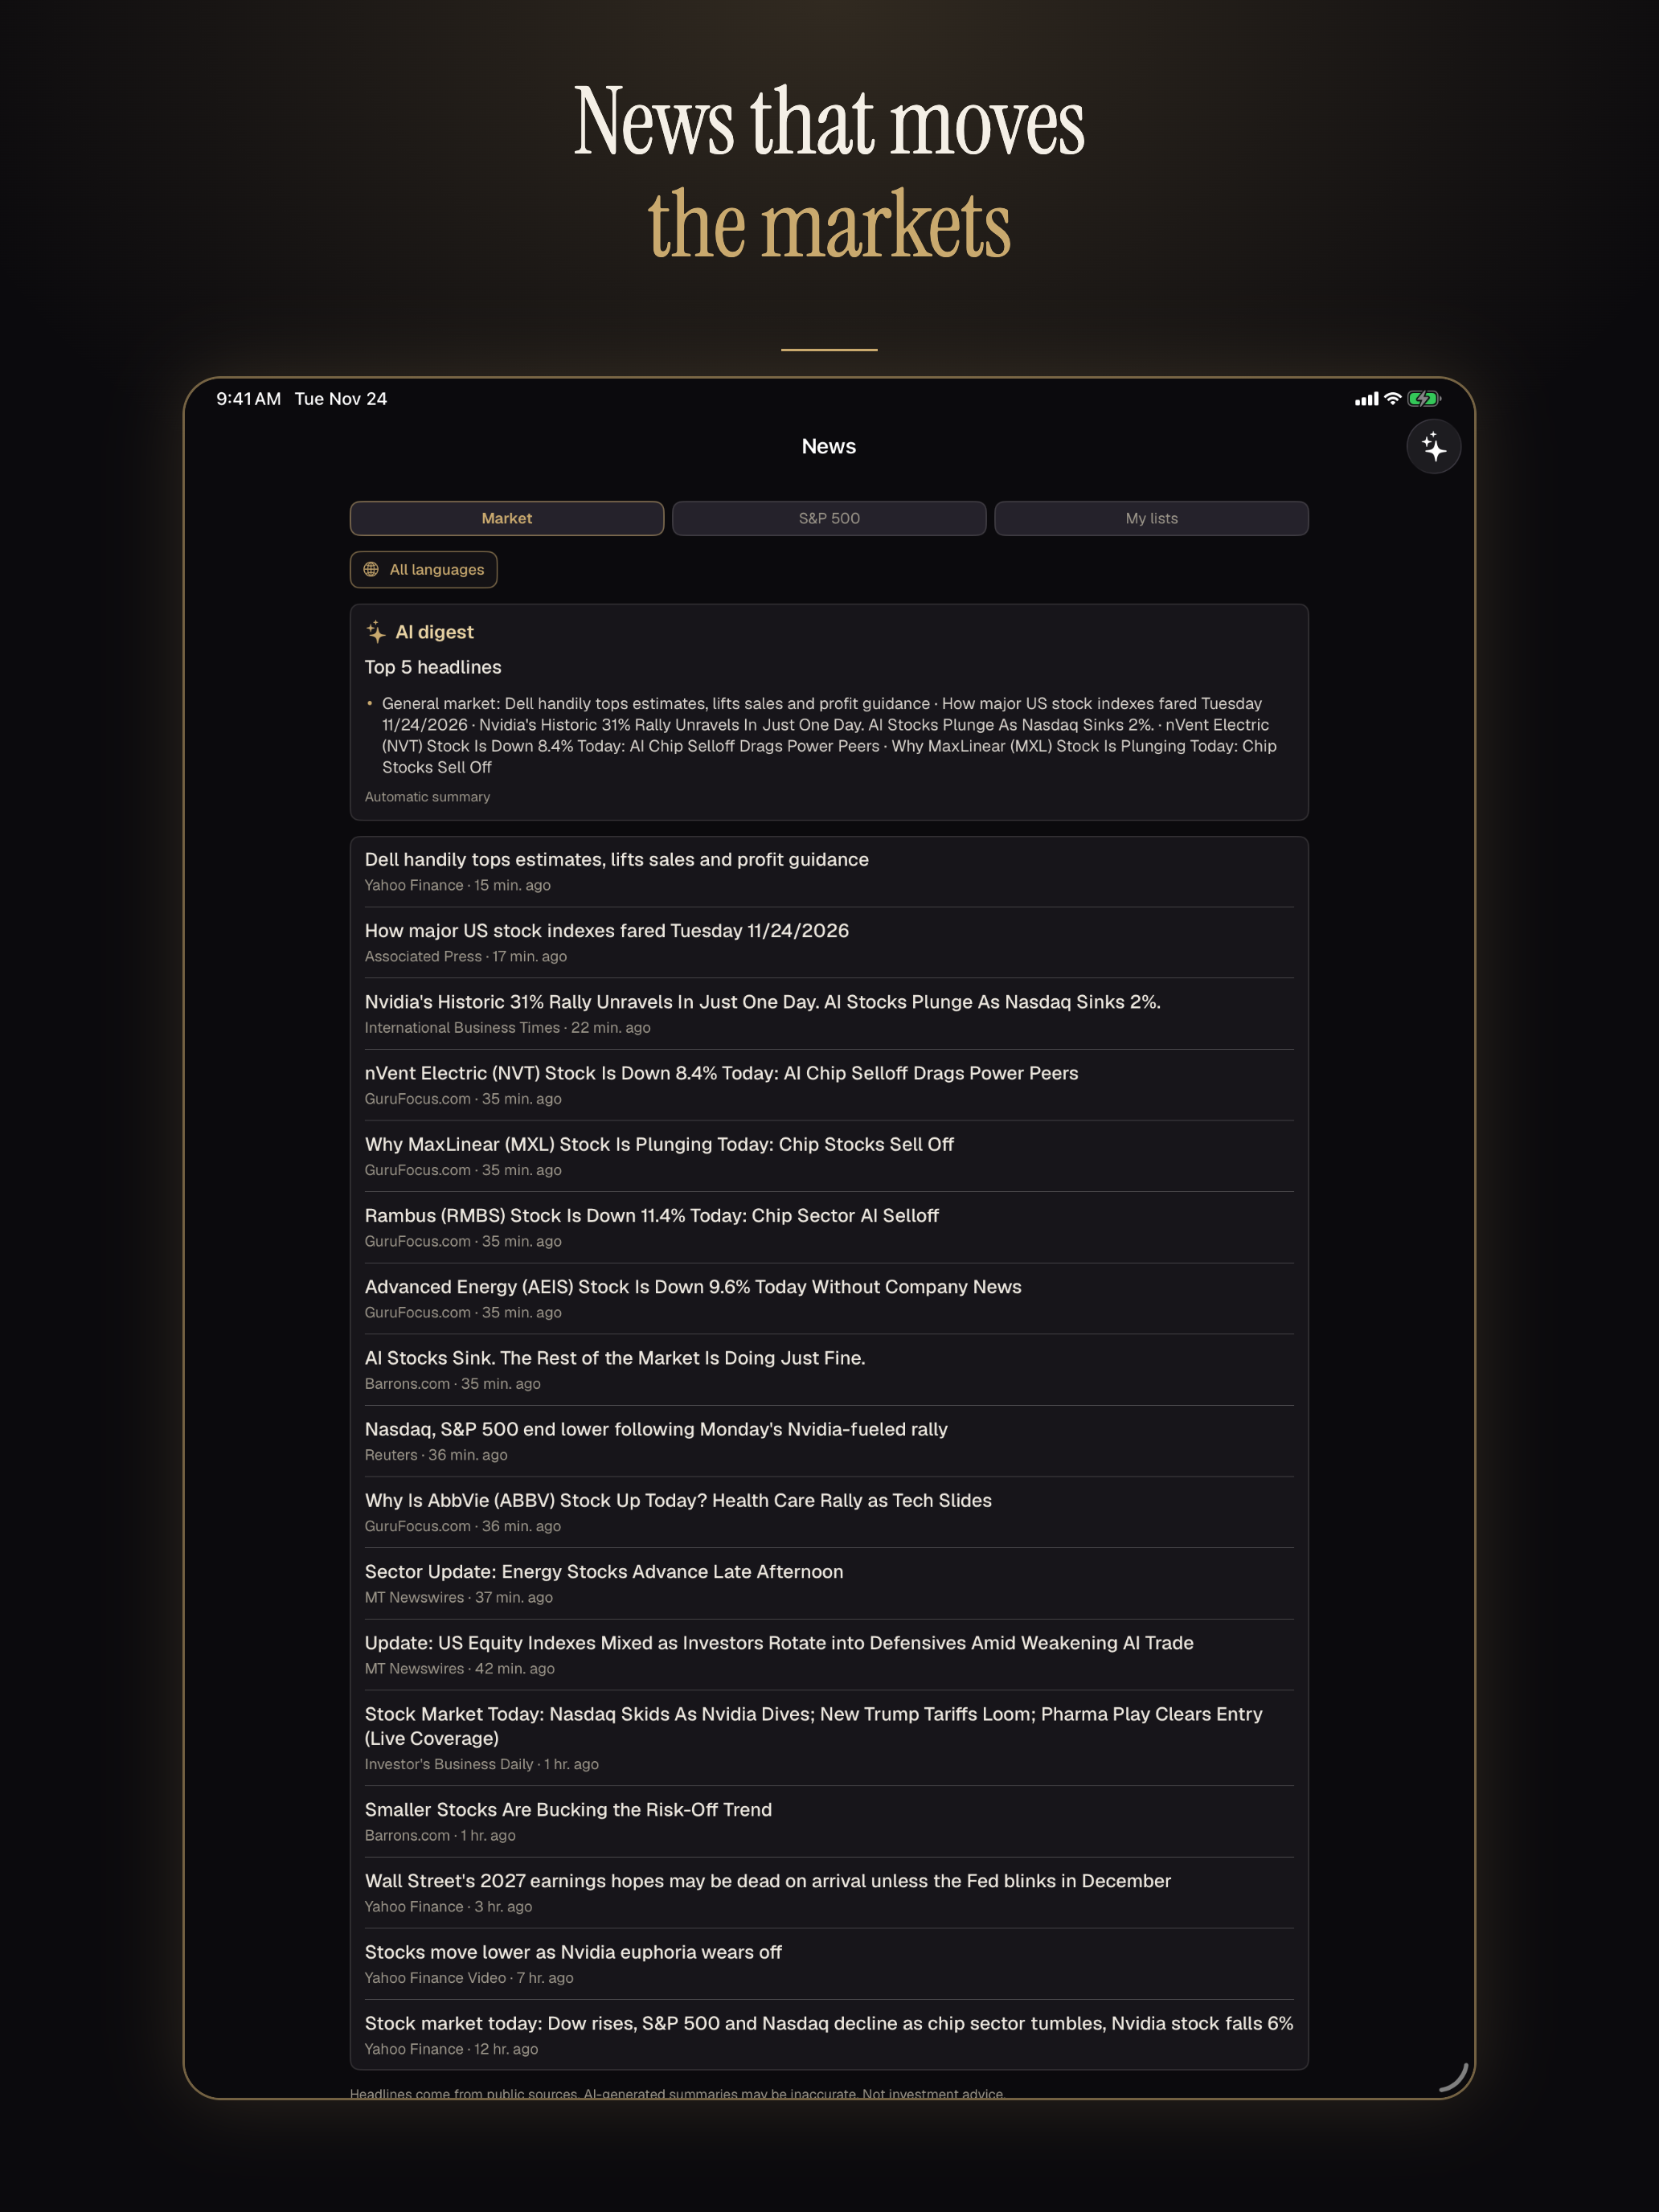 News that moves
the markets
9:41 AM Tue Nov 24
News
Market
S&P 500
My lists
All languages
AI digest
Top 5 headlines
• General market: Dell handily tops estimates, lifts sales and profit guidance · How major US stock indexes fared Tuesday
11/24/2026 · Nvidia's Historic 31% Rally Unravels In Just One Day. AI Stocks Plunge As Nasdaq Sinks 2%. · nVent Electric
(NVT) Stock Is Down 8.4% Today: AI Chip Selloff Drags Power Peers · Why MaxLinear (MXL) Stock Is Plunging Today: Chip
Stocks Sell Off
Automatic summary
Dell handily tops estimates, lifts sales and profit guidance
Yahoo Finance · 15 min. ago
How major US stock indexes fared Tuesday 11/24/2026
Associated Press · 17 min. ago
Nvidia's Historic 31% Rally Unravels In Just One Day. AI Stocks Plunge As Nasdaq Sinks 2%.
International Business Times · 22 min. ago
nVent Electric (NVT) Stock Is Down 8.4% Today: AI Chip Selloff Drags Power Peers
GuruFocus.com · 35 min. ago
Why MaxLinear (MXL) Stock Is Plunging Today: Chip Stocks Sell Off
GuruFocus.com · 35 min. ago
Rambus (RMBS) Stock Is Down 11.4% Today: Chip Sector AI Selloff
GuruFocus.com · 35 min. ago
Advanced Energy (AEIS) Stock Is Down 9.6% Today Without Company News
GuruFocus.com · 35 min. ago
AI Stocks Sink. The Rest of the Market Is Doing Just Fine.
Barrons.com · 35 min. ago
Nasdaq, S&P 500 end lower following Monday's Nvidia-fueled rally
Reuters · 36 min. ago
Why Is AbbVie (ABBV) Stock Up Today? Health Care Rally as Tech Slides
GuruFocus.com · 36 min. ago
Sector Update: Energy Stocks Advance Late Afternoon
MT Newswires · 37 min. ago
Update: US Equity Indexes Mixed as Investors Rotate into Defensives Amid Weakening AI Trade
MT Newswires · 42 min. ago
Stock Market Today: Nasdaq Skids As Nvidia Dives; New Trump Tariffs Loom; Pharma Play Clears Entry
(Live Coverage)
Investor's Business Daily · 1 hr. ago
Smaller Stocks Are Bucking the Risk-Off Trend
Barrons.com · 1 hr. ago
Wall Street's 2027 earnings hopes may be dead on arrival unless the Fed blinks in December
Yahoo Finance · 3 hr. ago
Stocks move lower as Nvidia euphoria wears off
Yahoo Finance Video · 7 hr. ago
Stock market today: Dow rises, S&P 500 and Nasdaq decline as chip sector tumbles, Nvidia stock falls 6%
Yahoo Finance · 12 hr. ago
Headlines come from public sources. AI-generated summaries may be inaccurate. Not investment advice.